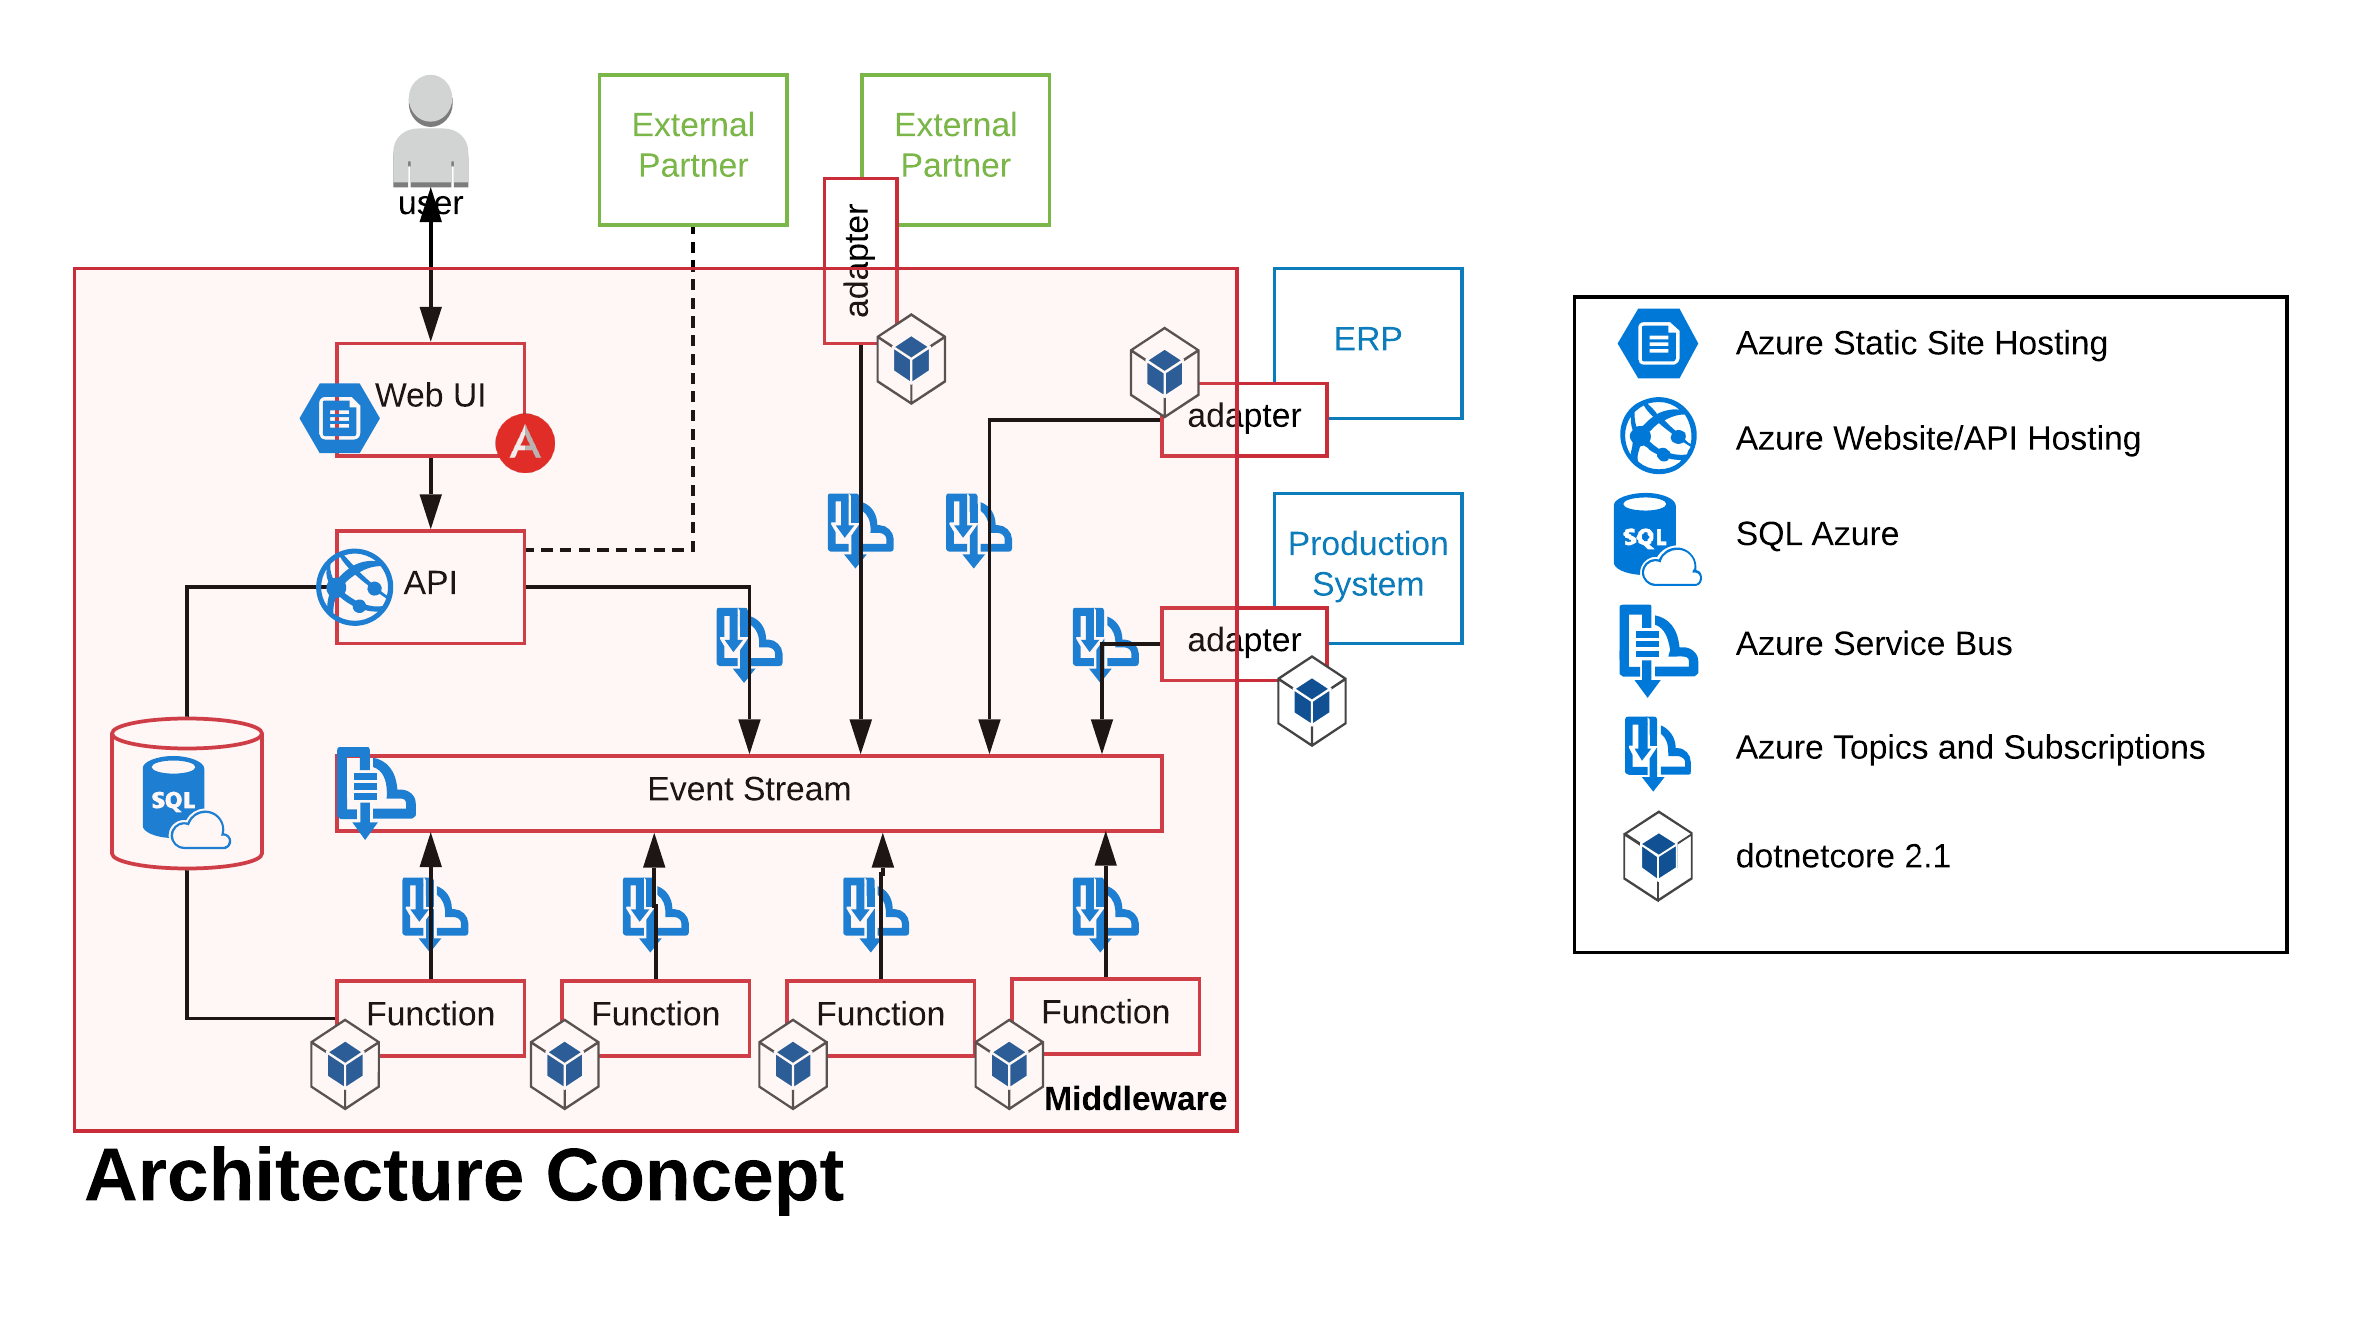 user
External
Partner
External
Partner
adapter
ERP
adapter
Web UI
A
Production
System
adapter
API
SQL
Event Stream
Function
Function
Function
Function
Middleware
Architecture Concept
Azure Static Site Hosting
Azure Website/API Hosting
SQL
SQL Azure
Azure Service Bus
Azure Topics and Subscriptions
dotnetcore 2.1